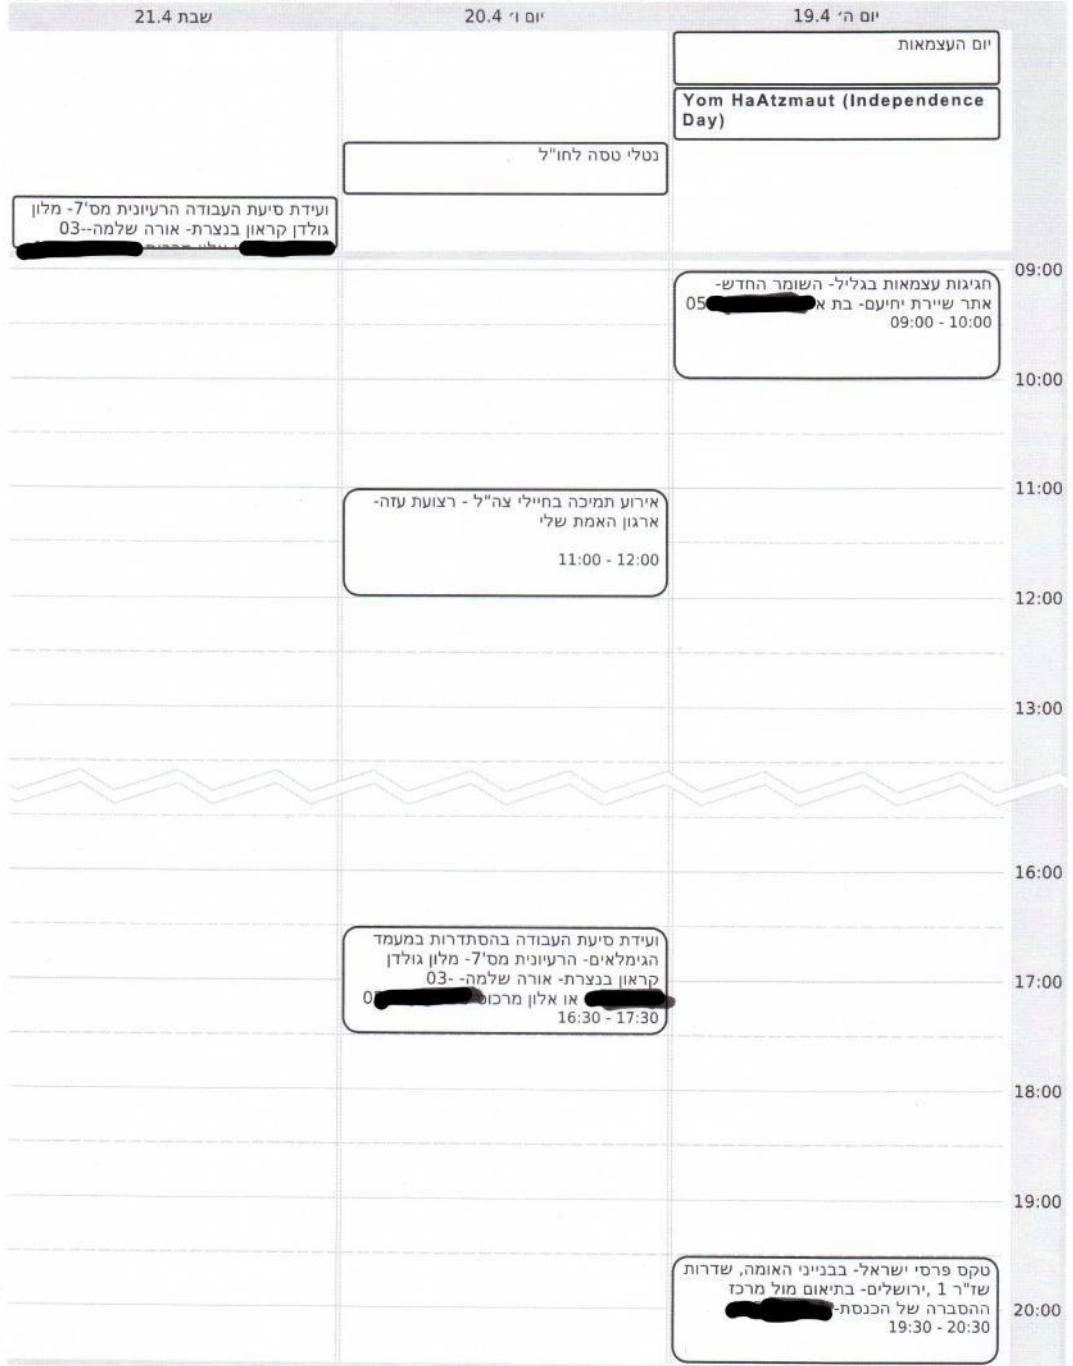 יום ה׳ 19.4
יום ו׳ 20.4
שבת 21.4
יום העצמאות
Yom HaAtzmaut (Independence
Day)
נטלי טסה לחו"ל
ועידת סיעת העבודה הרעיונית מס'7- מלון
גולדן קראון בנצרת- אורה שלמה--03
09:00
חגיגות עצמאות בגליל- השומר החדש-
אתר שיירת יחיעם- בת א 05
09:00 - 10:00
10:00
11:00
אירוע תמיכה בחיילי צה"ל - רצועת עזה-
ארגון האמת שלי
11:00 - 12:00
12:00
13:00
16:00
ועידת סיעת העבודה בהסתדרות במעמד
הגימלאים- הרעיונית מס'7- מלון גולדן
קראון בנצרת- אורה שלמה- -03
או אלון מרכוס 0
16:30 - 17:30
17:00
18:00
19:00
טקס פרסי ישראל- בבנייני האומה, שדרות
שז"ר 1 ,ירושלים- בתיאום מול מרכז
ההסברה של הכנסת-
19:30 - 20:30
20:00